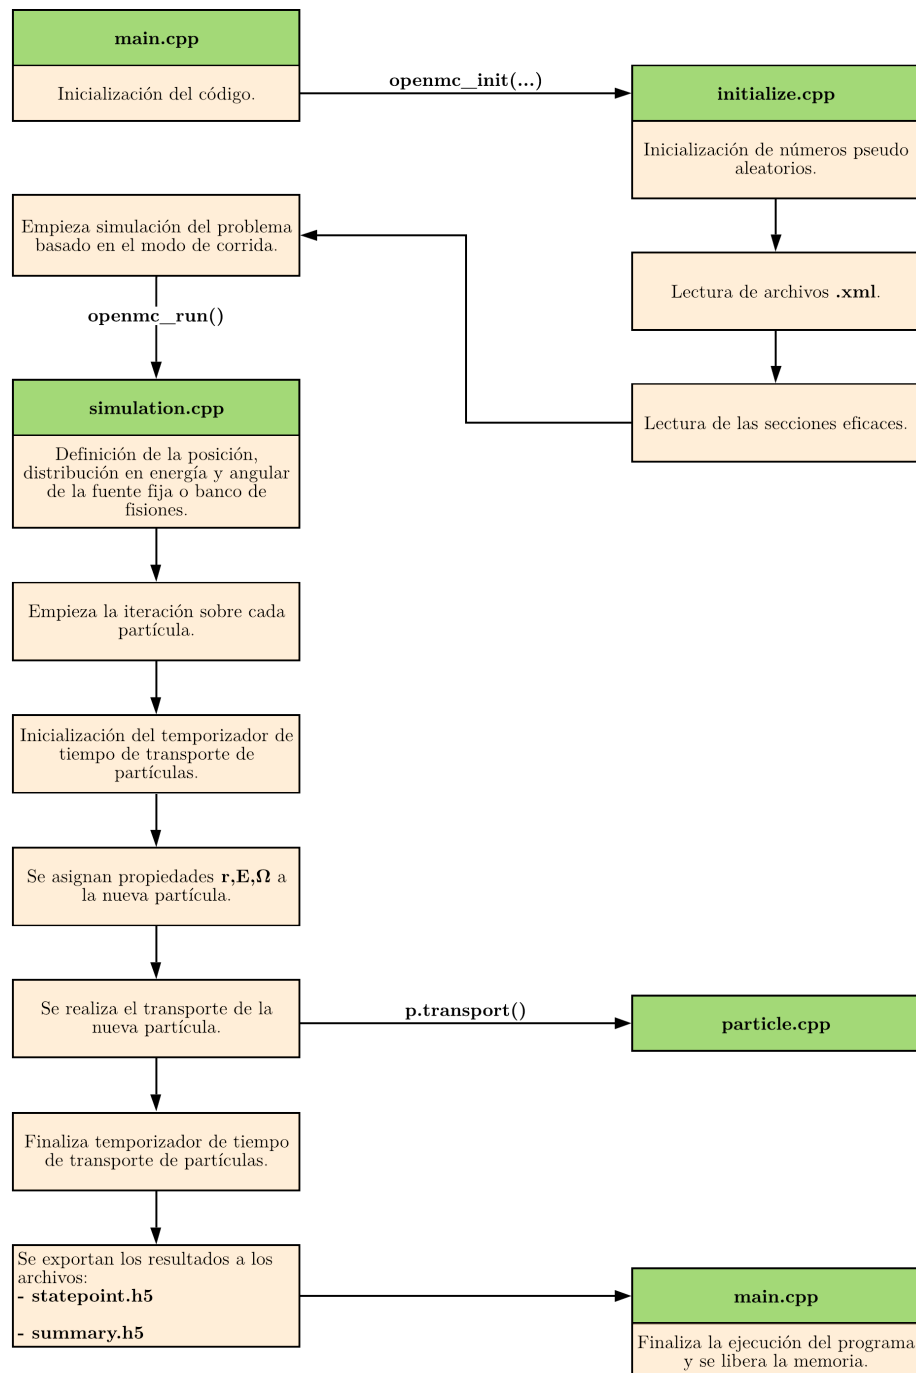 main.cpp
Inicialización del código.
openmc_init(...)
initialize.cpp
Inicialización de números pseudo
aleatorios.
Lectura de archivos .xml.
Lectura de las secciones eficaces.
Empieza simulación del problema
basado en el modo de corrida.
openmc_run()
simulation.cpp
Definición de la posición,
distribución en energía y angular
de la fuente fija o banco de
fisiones.
Empieza la iteración sobre cada
partícula.
Inicialización del temporizador de
tiempo de transporte de
partículas.
Se asignan propiedades r,E,Ω a
la nueva partícula.
Se realiza el transporte de la
nueva partícula.
p.transport()
particle.cpp
Finaliza temporizador de tiempo
de transporte de partículas.
Se exportan los resultados a los
archivos:
- statepoint.h5
- summary.h5
main.cpp
Finaliza la ejecución del programa
y se libera la memoria.